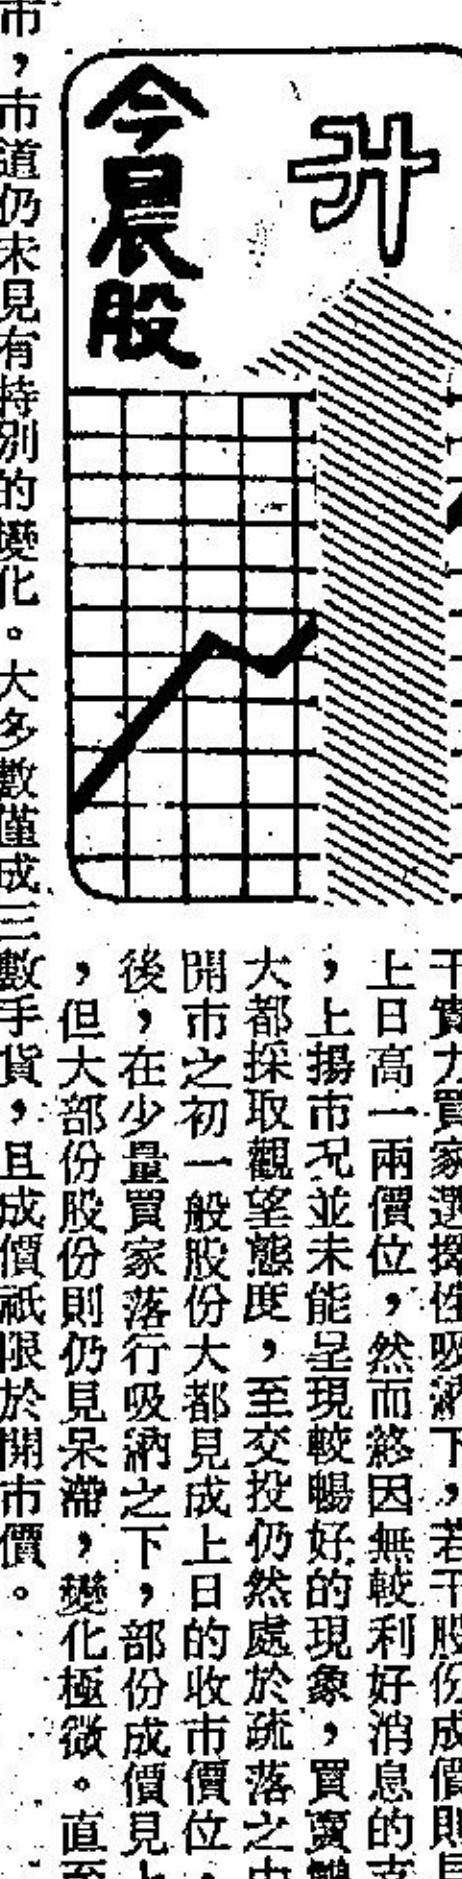 升
今晨股
干實力買家選擇性吸納下，若干股份成價則
上日高一兩價位，然而終因無較利好消息的支
，上揚市況並未能呈現較暢好的現象，買賣
大都採取觀望態度，至交投仍然處於疏落之中
開市之初一般股份大都見成上日的收市價位，
後，在少量買家落行吸納之下，部份成價見上
，但大部份股份則仍見呆滯，變化極微。直至
市，市道仍未見有特別的變化。大多數僅成三數手貨，且成價祇限於開市價。